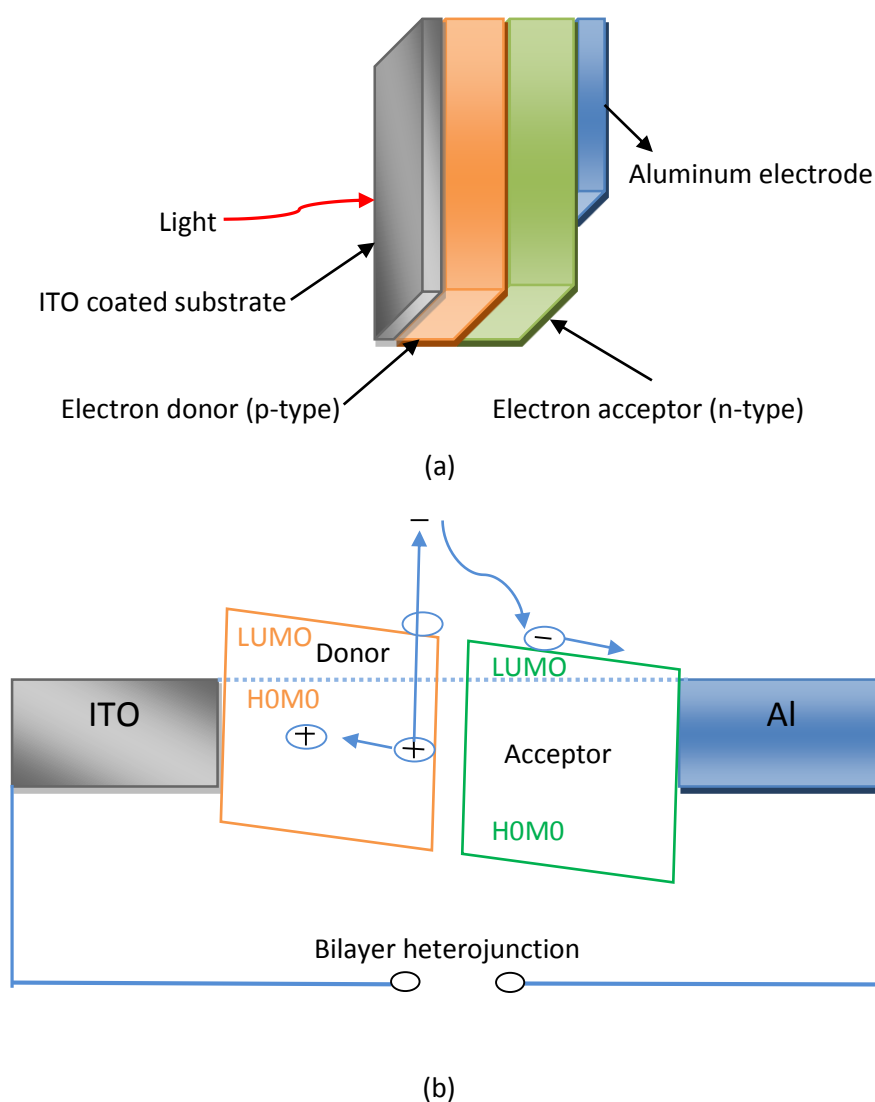 Aluminum electrode
Light
ITO coated substrate
Electron donor (p-type)
Electron acceptor (n-type)
(a)
−
−
LUMO
Donor
LUMO
ITO
H0M0
Al
+
+
Acceptor
H0M0
Bilayer heterojunction
(b)